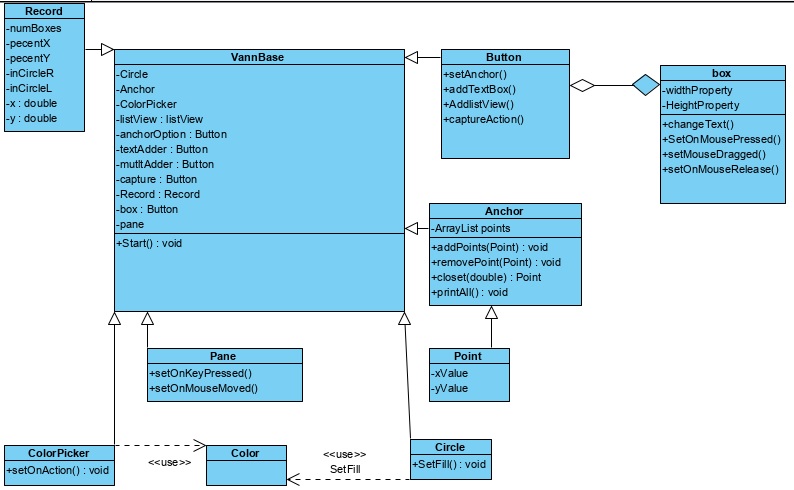 Record
-numBoxes
-pecentX
-pecentY
-inCircleR
-inCircleL
-x : double
-y : double
VannBase
-Circle
-Anchor
-ColorPicker
-listView : listView
-anchorOption : Button
-textAdder : Button
-mutltAdder : Button
-capture : Button
-Record : Record
-box : Button
-pane
+Start() : void
Button
+setAnchor()
+addTextBox()
+AddlistView()
+captureAction()
box
-widthProperty
-HeightProperty
+changeText()
+SetOnMousePressed()
+setMouseDragged()
+setOnMouseRelease()
Anchor
-ArrayList points
+addPoints(Point) : void
+removePoint(Point) : void
+closet(double) : Point
+printAll() : void
Pane
+setOnKeyPressed()
+setOnMouseMoved()
Point
-xValue
-yValue
ColorPicker
+setOnAction() : void
<<use>>
Color
<<use>>
SetFill
Circle
+SetFill() : void